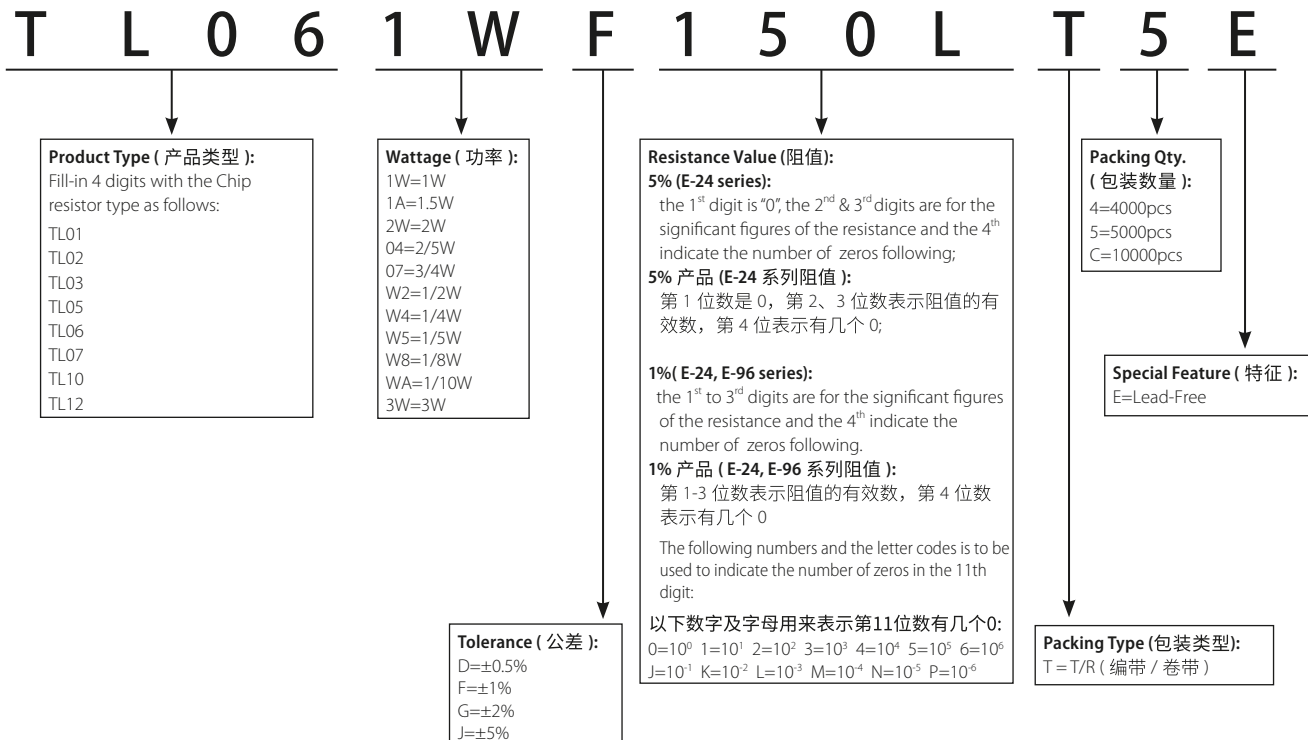 T L 0 6 1 W F 1 5 0 L T 5 E
Product Type ( 产品类型 ):
Fill-in 4 digits with the Chip
resistor type as follows:
TL01
TL02
TL03
TL05
TL06
TL07
TL10
TL12
Wattage ( 功率 ):
1W=1W
1A=1.5W
2W=2W
04=2/5W
07=3/4W
W2=1/2W
W4=1/4W
W5=1/5W
W8=1/8W
WA=1/10W
3W=3W
Tolerance ( 公差 ):
D=±0.5%
F=±1%
G=±2%
J=±5%
Resistance Value (阻值):
5% (E-24 series):
the 1st digit is “0”, the 2nd & 3rd digits are for the
significant figures of the resistance and the 4th
indicate the number of zeros following;
5% 产品 (E-24 系列阻值 ):
第 1 位数是 0，第 2、3 位数表示阻值的有
效数，第 4 位表示有几个 0;
1%( E-24, E-96 series):
the 1st to 3rd digits are for the significant figures
of the resistance and the 4th indicate the
number of zeros following.
1% 产品 ( E-24, E-96 系列阻值 ):
第 1-3 位数表示阻值的有效数，第 4 位数
表示有几个 0
The following numbers and the letter codes is to be
used to indicate the number of zeros in the 11th
digit:
以下数字及字母用来表示第11位数有几个0:
0=10⁰ 1=10¹ 2=10² 3=10³ 4=10⁴ 5=10⁵ 6=10⁶
J=10⁻¹ K=10⁻² L=10⁻³ M=10⁻⁴ N=10⁻⁵ P=10⁻⁶
Packing Type (包装类型):
T = T/R ( 编带 / 卷带 )
Packing Qty.
( 包装数量 ):
4=4000pcs
5=5000pcs
C=10000pcs
Special Feature ( 特征 ):
E=Lead-Free